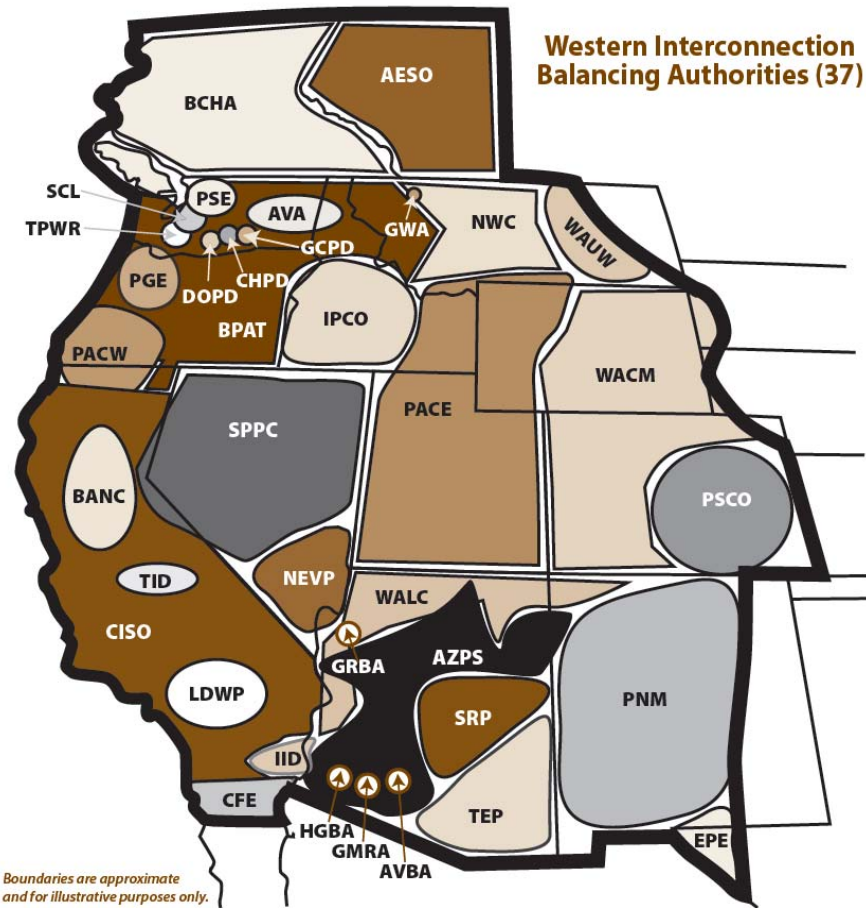 Western Interconnection
Balancing Authorities (37)
AESO
BCHA
SCL
PSE
TPWR
AVA
GWA
NWC
WAUW
GCPD
CHPD
DOPD
PGE
BPAT
IPCO
PACW
WACM
PACE
SPPC
BANC
PSCO
NEVP
TID
WALC
CISO
GRBA
AZPS
LDWP
SRP
PNM
IID
CFE
TEP
HGBA
GMRA
AVBA
EPE
Boundaries are approximate
and for illustrative purposes only.